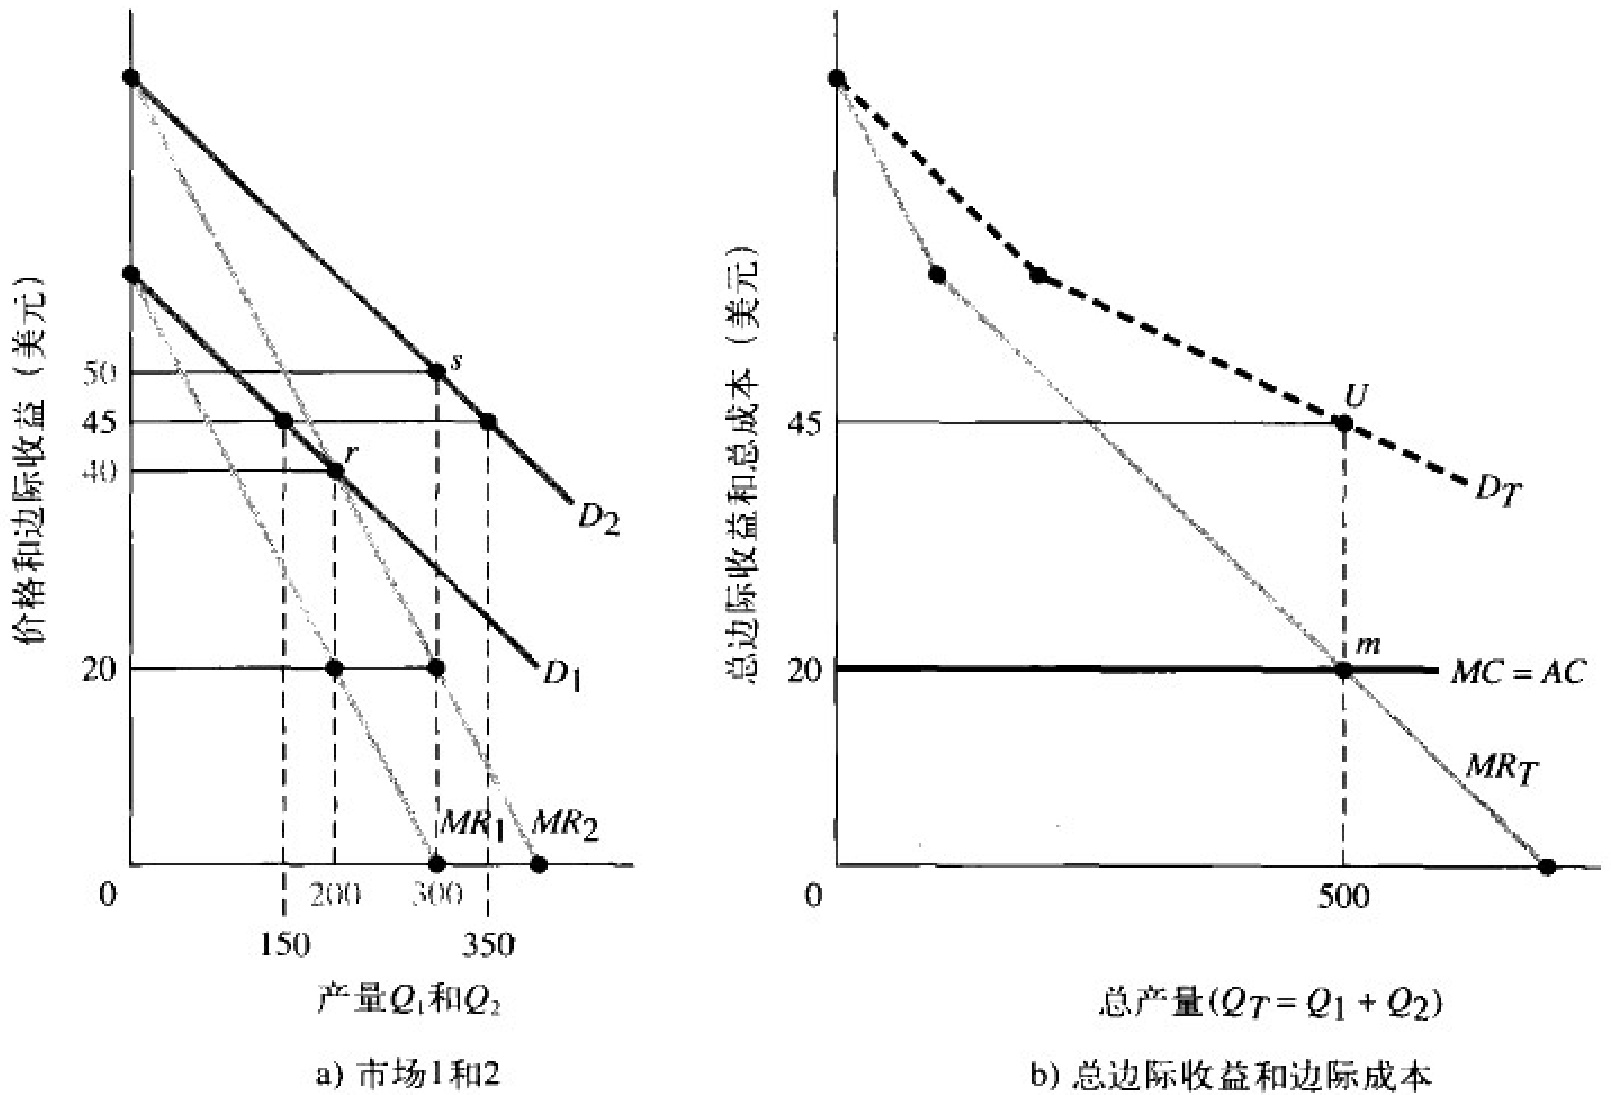 价格和边际收益（美元）
50
45
40
20
0
s
r
D2
D1
MR1
MR2
200
300
150
350
产量Q1和Q2
a) 市场1和2
总边际收益和总成本（美元）
45
20
0
U
DT
m
MC = AC
MRT
500
总产量(QT = Q1 + Q2)
b) 总边际收益和边际成本